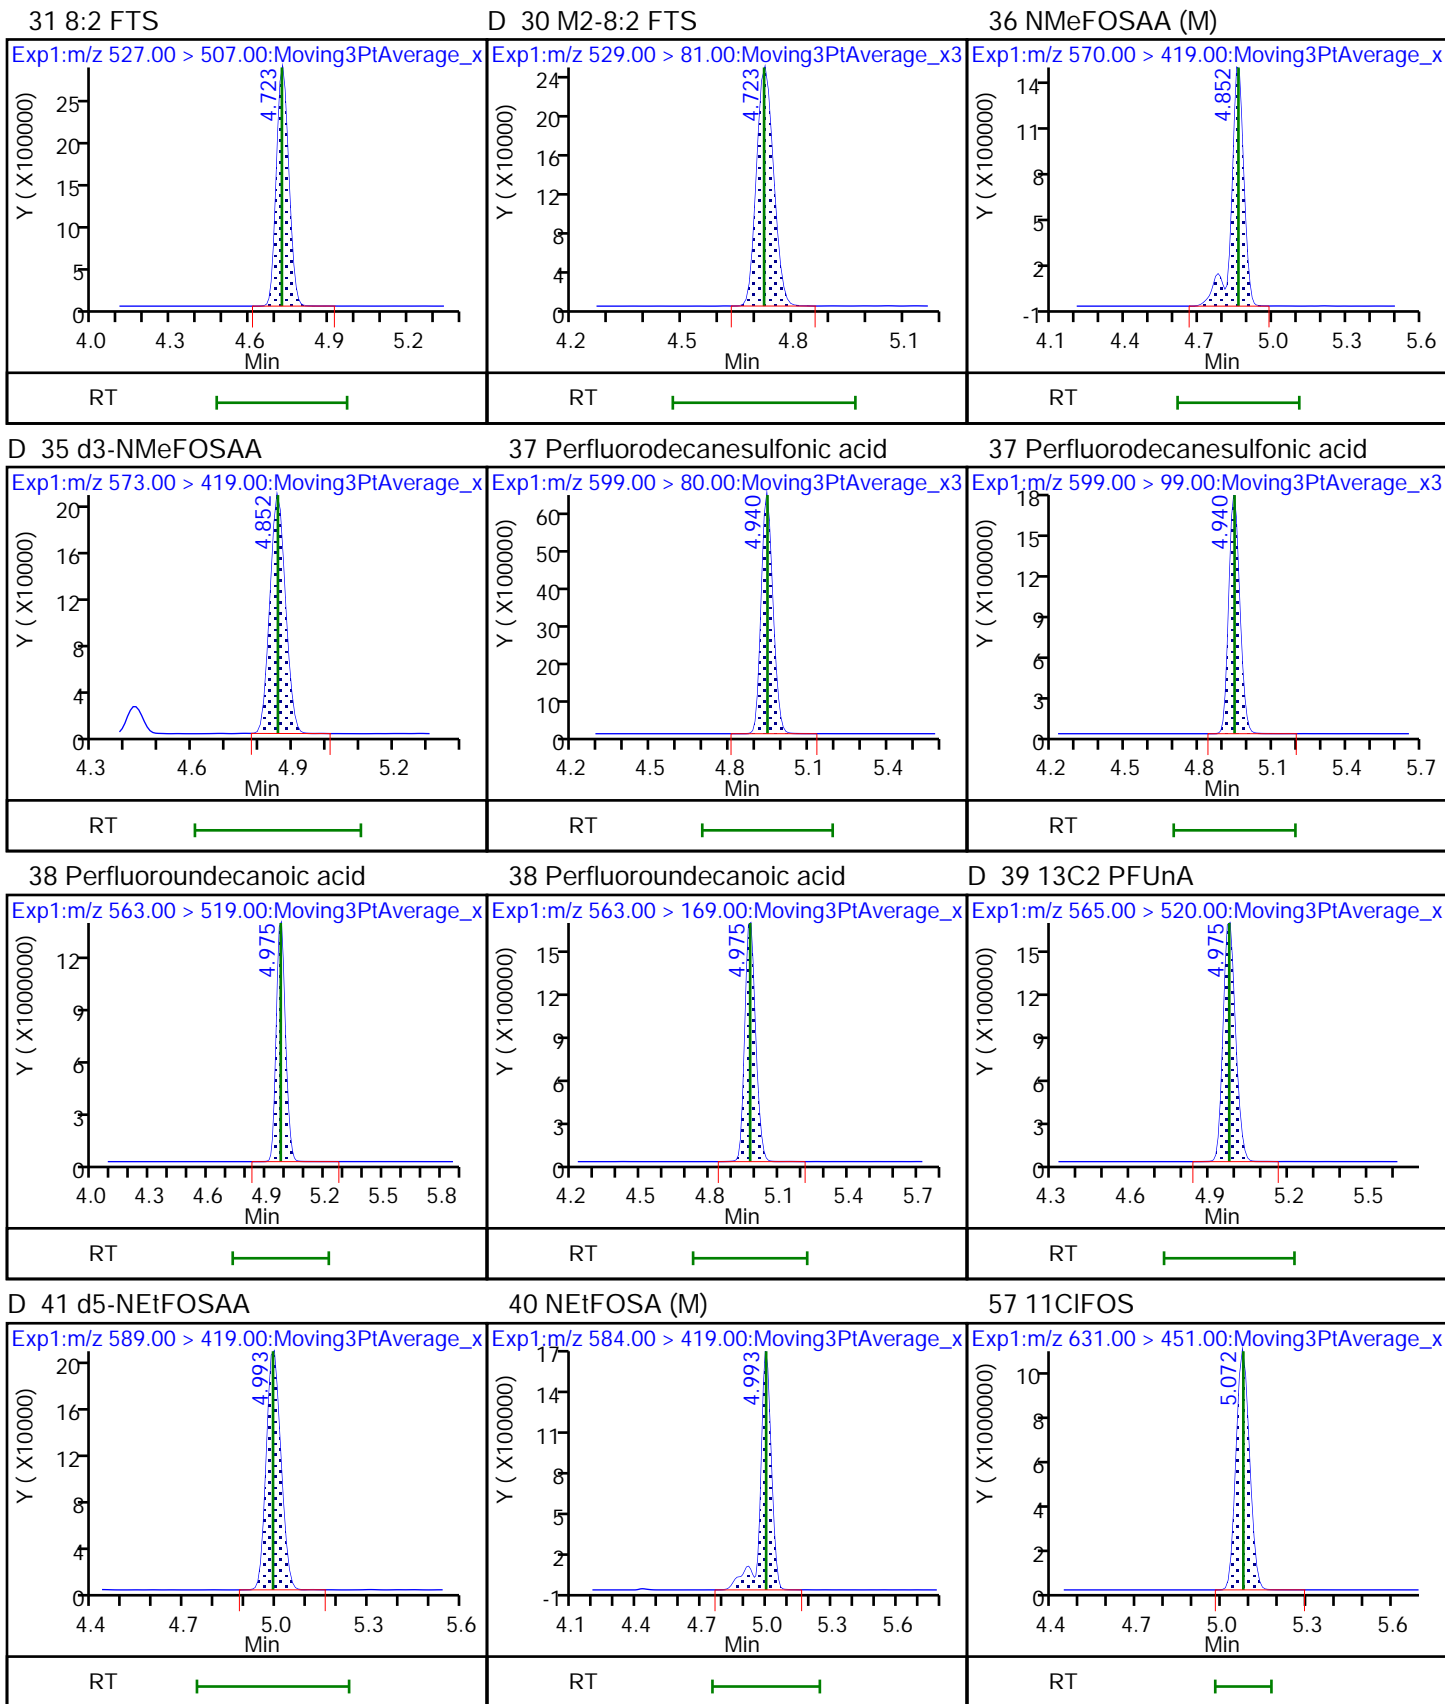 31 8:2 FTS
Exp1:m/z 527.00 > 507.00:Moving3PtAverage_x
4.723
Y ( X100000)
25
20
15
10
5
0
4.0 4.3 4.6 4.9 5.2
Min
RT
D 30 M2-8:2 FTS
Exp1:m/z 529.00 > 81.00:Moving3PtAverage_x3
4.723
Y ( X10000)
24
20
16
12
8
4
0
4.2 4.5 4.8 5.1
Min
RT
36 NMeFOSAA (M)
Exp1:m/z 570.00 > 419.00:Moving3PtAverage_x
4.852
Y ( X100000)
14
11
8
5
2
-1
4.1 4.4 4.7 5.0 5.3 5.6
Min
RT
D 35 d3-NMeFOSAA
Exp1:m/z 573.00 > 419.00:Moving3PtAverage_x
4.852
Y ( X10000)
20
16
12
8
4
0
4.3 4.6 4.9 5.2
Min
RT
37 Perfluorodecanesulfonic acid
Exp1:m/z 599.00 > 80.00:Moving3PtAverage_x3
4.940
Y ( X100000)
60
50
40
30
20
10
0
4.2 4.5 4.8 5.1 5.4
Min
RT
37 Perfluorodecanesulfonic acid
Exp1:m/z 599.00 > 99.00:Moving3PtAverage_x3
4.940
Y ( X100000)
18
15
12
9
6
3
0
4.2 4.5 4.8 5.1 5.4 5.7
Min
RT
38 Perfluoroundecanoic acid
Exp1:m/z 563.00 > 519.00:Moving3PtAverage_x
4.975
Y ( X1000000)
12
9
6
3
0
4.0 4.3 4.6 4.9 5.2 5.5 5.8
Min
RT
38 Perfluoroundecanoic acid
Exp1:m/z 563.00 > 169.00:Moving3PtAverage_x
4.975
Y ( X100000)
15
12
9
6
3
0
4.2 4.5 4.8 5.1 5.4 5.7
Min
RT
D 39 13C2 PFUnA
Exp1:m/z 565.00 > 520.00:Moving3PtAverage_x
4.975
Y ( X100000)
15
12
9
6
3
0
4.3 4.6 4.9 5.2 5.5
Min
RT
D 41 d5-NEtFOSAA
Exp1:m/z 589.00 > 419.00:Moving3PtAverage_x
4.993
Y ( X10000)
20
16
12
8
4
0
4.4 4.7 5.0 5.3 5.6
Min
RT
40 NEtFOSA (M)
Exp1:m/z 584.00 > 419.00:Moving3PtAverage_x
4.993
Y ( X100000)
17
14
11
8
5
2
-1
4.1 4.4 4.7 5.0 5.3 5.6
Min
RT
57 11ClFOS
Exp1:m/z 631.00 > 451.00:Moving3PtAverage_x
5.072
Y ( X1000000)
10
8
6
4
2
0
4.4 4.7 5.0 5.3 5.6
Min
RT